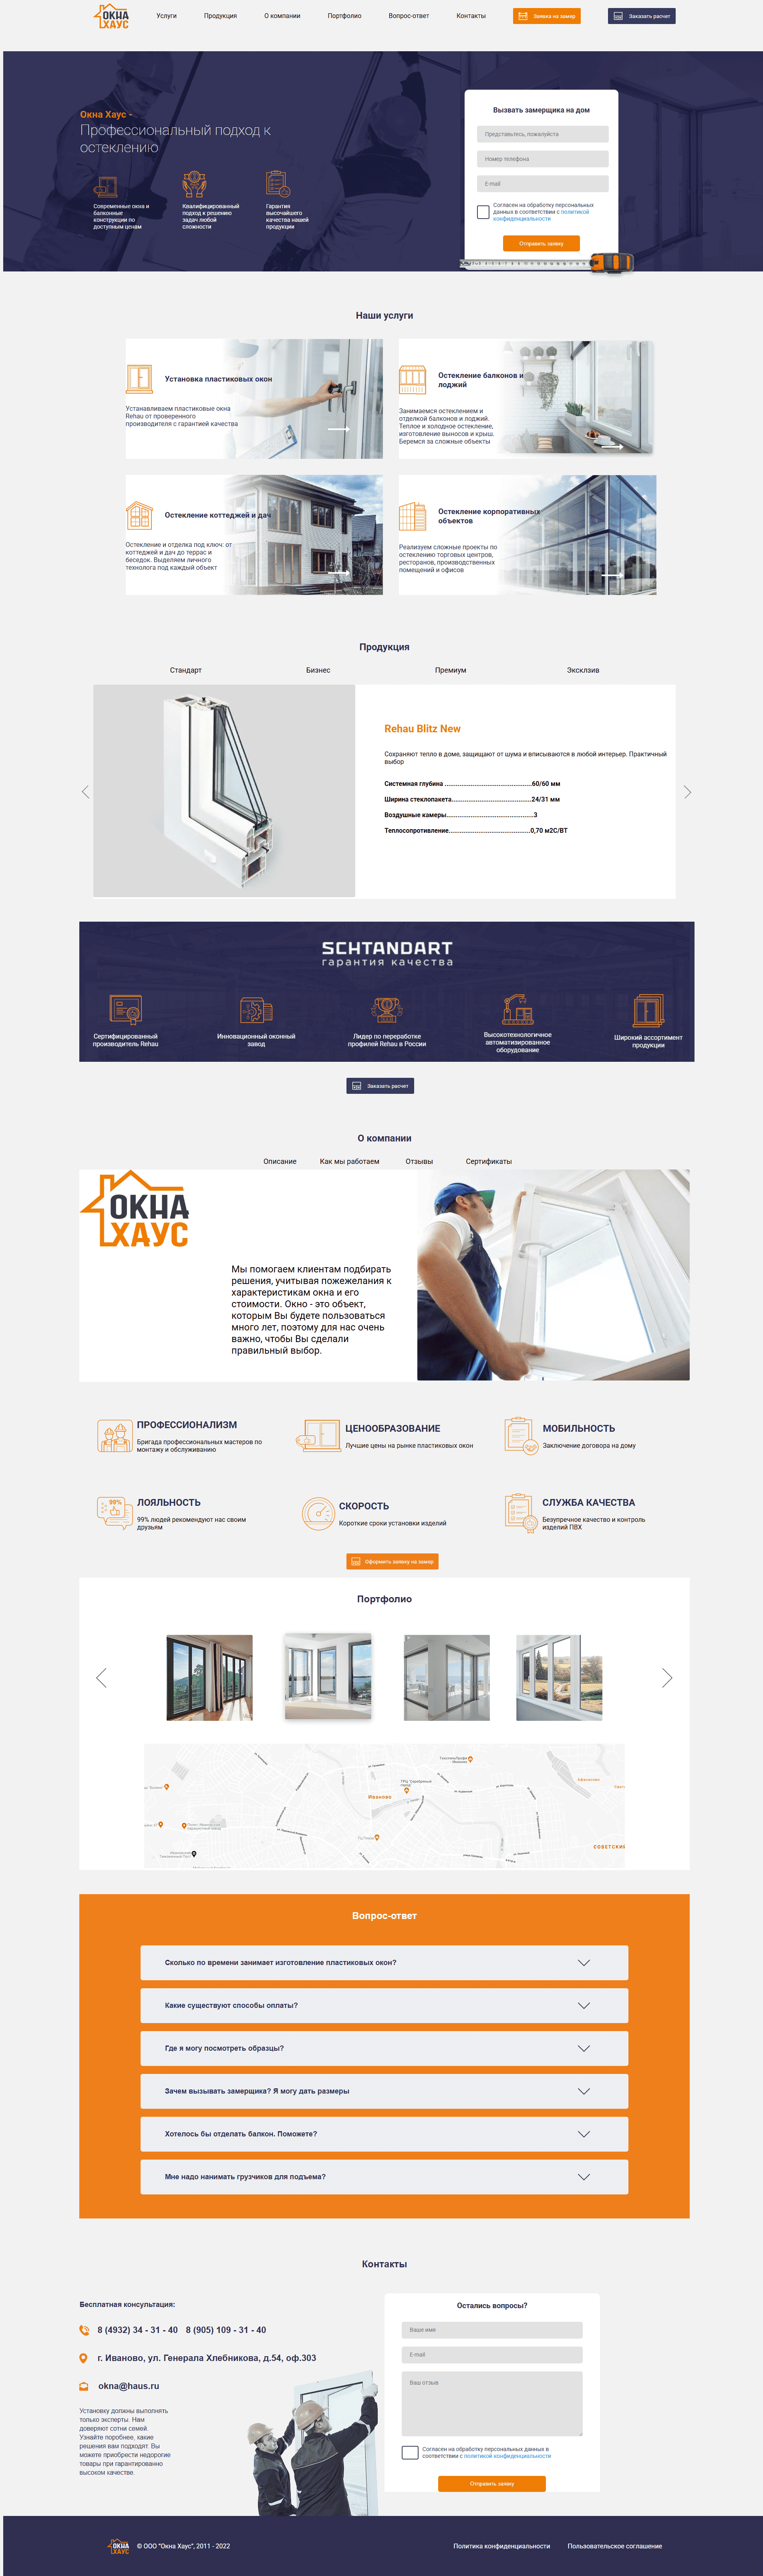 ОКНА
ХАУС
Услуги
Продукция
О компании
Портфолио
Вопрос-ответ
Контакты
Заявка на замер
Заказать расчет
Окна Хаус -
Профессиональный подход к
остеклению
Современные окна и
балконные
конструкции по
доступным ценам
Квалифицированный
подход к решению
задач любой
сложности
Гарантия
высочайшего
качества нашей
продукции
Вызвать замерщика на дом
Представьтесь, пожалуйста
Номер телефона
E-mail
Согласен на обработку персональных
данных в соответствии с политикой
конфиденциальности
Отправить заявку
Наши услуги
Установка пластиковых окон
Устанавливаем пластиковые окна
Rehau от проверенного
производителя с гарантией качества
Остекление балконов и
лоджий
Занимаемся остеклением и
отделкой балконов и лоджий.
Теплое и холодное остекление,
изготовление выносов и крыш.
Беремся за сложные объекты
Остекление коттеджей и дач
Остекление и отделка под ключ: от
коттеджей и дач до террас и
беседок. Выделяем личного
технолога под каждый объект
Остекление корпоративных
объектов
Реализуем сложные проекты по
остеклению торговых центров,
ресторанов, производственных
помещений и офисов
Продукция
Стандарт
Бизнес
Премиум
Эксклзив
Rehau Blitz New
Сохраняют тепло в доме, защищают от шума и вписываются в любой интерьер. Практичный
выбор
Системная глубина ..................................................60/60 мм
Ширина стеклопакета..............................................24/31 мм
Воздушные камеры..................................................3
Теплосопротивление...............................................0,70 м2С/ВТ
SCHTANDART
гарантия качества
Сертифицированный
производитель Rehau
Инновационный оконный
завод
Лидер по переработке
профилей Rehau в России
Высокотехнологичное
автоматизированное
оборудование
Широкий ассортимент
продукции
Заказать расчет
О компании
Описание
Как мы работаем
Отзывы
Сертификаты
ОКНА
ХАУС
Мы помогаем клиентам подбирать
решения, учитывая пожежелания к
характеристикам окна и его
стоимости. Окно - это объект,
которым Вы будете пользоваться
много лет, поэтому для нас очень
важно, чтобы Вы сделали
правильный выбор.
ПРОФЕССИОНАЛИЗМ
Бригада профессиональных мастеров по
монтажу и обслуживанию
ЦЕНООБРАЗОВАНИЕ
Лучшие цены на рынке пластиковых окон
МОБИЛЬНОСТЬ
Заключение договора на дому
99%
ЛОЯЛЬНОСТЬ
99% людей рекомендуют нас своим
друзьям
СКОРОСТЬ
Короткие сроки установки изделий
СЛУЖБА КАЧЕСТВА
Безупречное качество и контроль
изделий ПВХ
Оформить заявку на замер
Портфолио
Иваново
СОВЕТСКИЙ
Вопрос-ответ
Сколько по времени занимает изготовление пластиковых окон?
Какие существуют способы оплаты?
Где я могу посмотреть образцы?
Зачем вызывать замерщика? Я могу дать размеры
Хотелось бы отделать балкон. Поможете?
Мне надо нанимать грузчиков для подъема?
Контакты
Бесплатная консультация:
8 (4932) 34 - 31 - 40 8 (905) 109 - 31 - 40
г. Иваново, ул. Генерала Хлебникова, д.54, оф.303
okna@haus.ru
Установку должны выполнять
только эксперты. Нам
доверяют сотни семей.
Узнайте поробнее, какие
решения вам подходят. Вы
можете приобрести недорогие
товары при гарантированно
высоком качестве.
Остались вопросы?
Ваше имя
E-mail
Ваш отзыв
Согласен на обработку персональных данных в
соответствии с политикой конфиденциальности
Отправить заявку
ОКНА
ХАУС
© ООО "Окна Хаус", 2011 - 2022
Политика конфиденциальности
Пользовательское соглашение